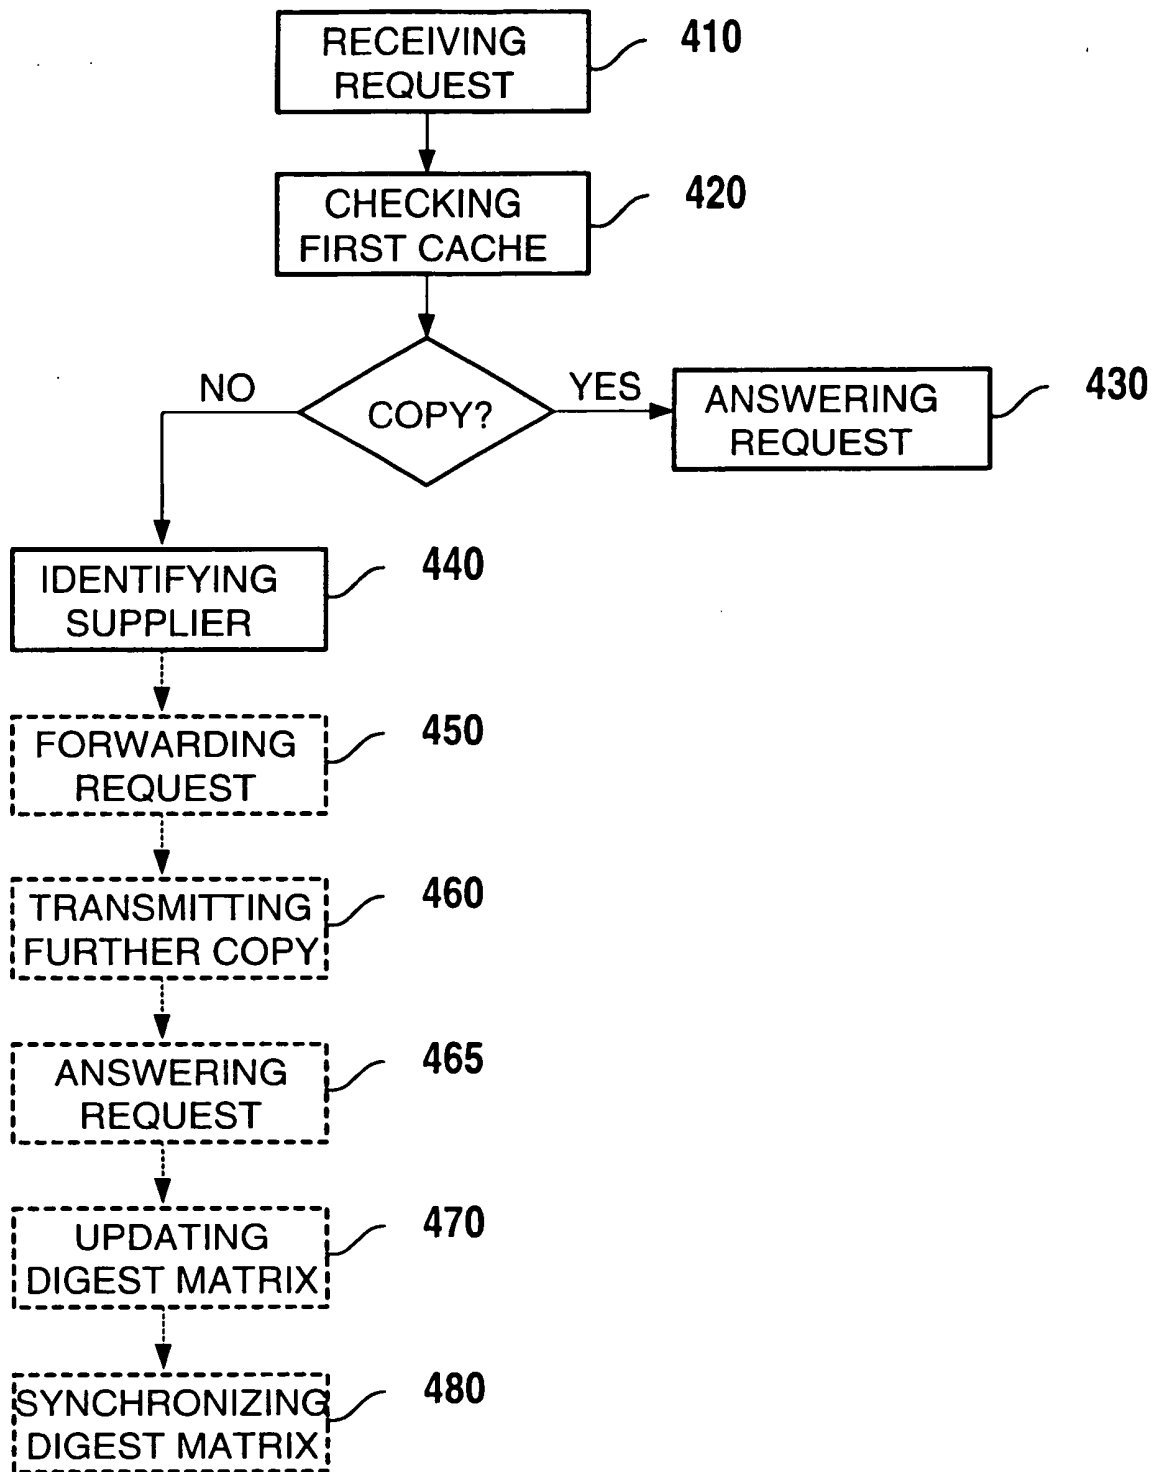 RECEIVING
REQUEST
410
CHECKING
FIRST CACHE
420
NO
COPY?
YES
ANSWERING
REQUEST
430
IDENTIFYING
SUPPLIER
440
FORWARDING
REQUEST
450
TRANSMITTING
FURTHER COPY
460
ANSWERING
REQUEST
465
UPDATING
DIGEST MATRIX
470
SYNCHRONIZING
DIGEST MATRIX
480